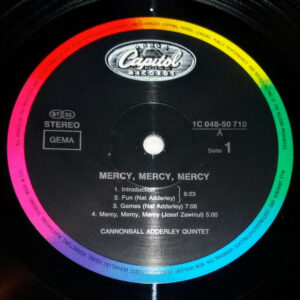 Capitol
RECORDS
ST 33
STEREO
GEMA
1C 048-50 710
A
Seite 1
MERCY, MERCY, MERCY
1. Introduction
2. Fun (Nat Adderley) 8:23
3. Games (Nat Adderley) 7:08
4. Mercy, Mercy, Mercy (Josef Zawinul) 5:00
CANNONBALL ADDERLEY QUINTET